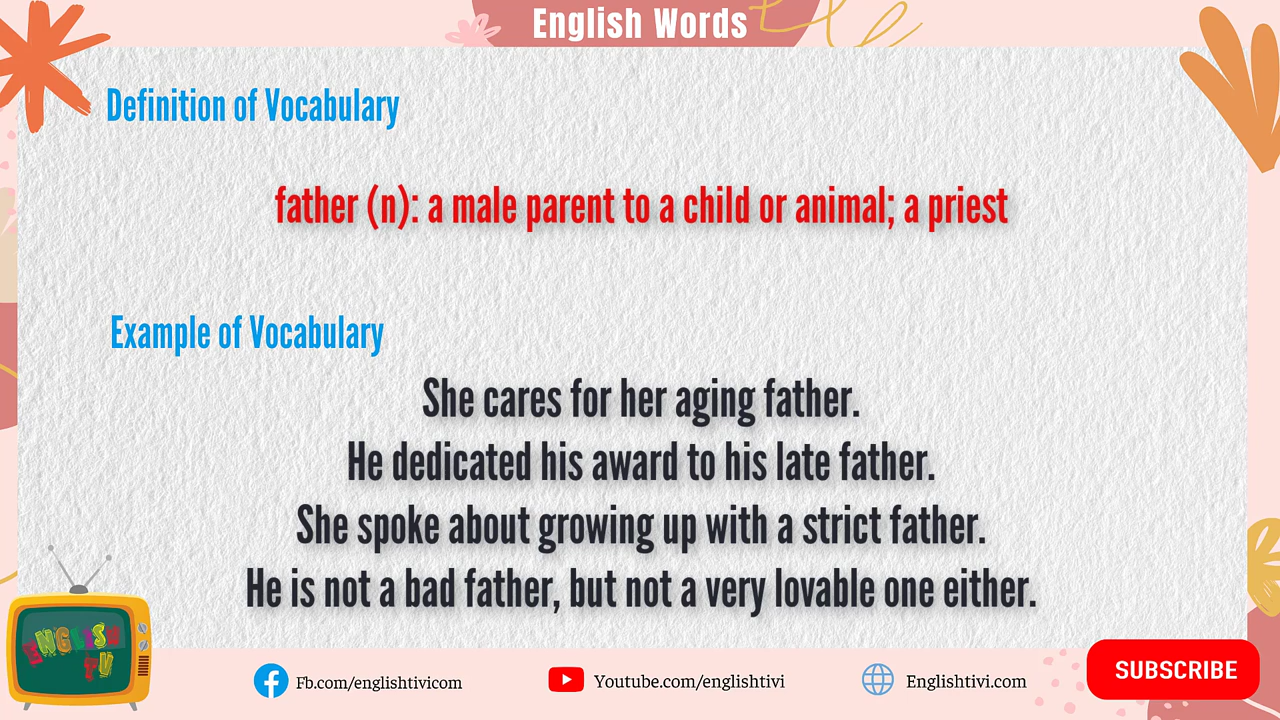 English Words
Definition of Vocabulary
father (n): a male parent to a child or animal; a priest
Example of Vocabulary
She cares for her aging father.
He dedicated his award to his late father.
She spoke about growing up with a strict father.
He is not a bad father, but not a very lovable one either.
ENGLISH
TV
Fb.com/englishtivicom
Youtube.com/englishtivi
Englishtivi.com
SUBSCRIBE